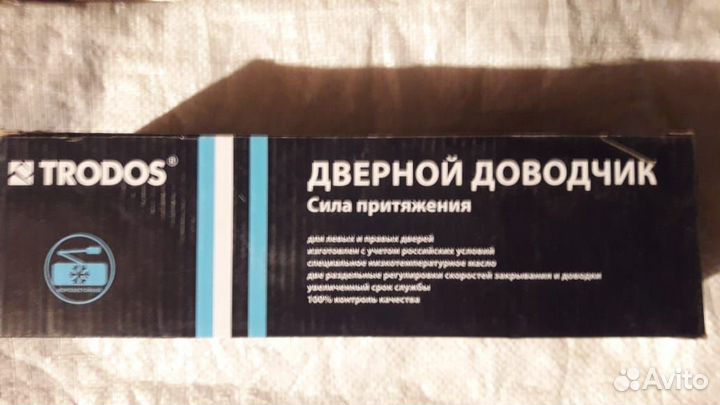 TRODOS®
ДВЕРНОЙ ДОВОДЧИК
Сила притяжения
для левых и правых дверей
изготовлен с учетом российских условий
специальное низкотемпературное масло
две раздельные регулировки скоростей закрывания и доводки
увеличенный срок службы
100% контроль качества
Avito